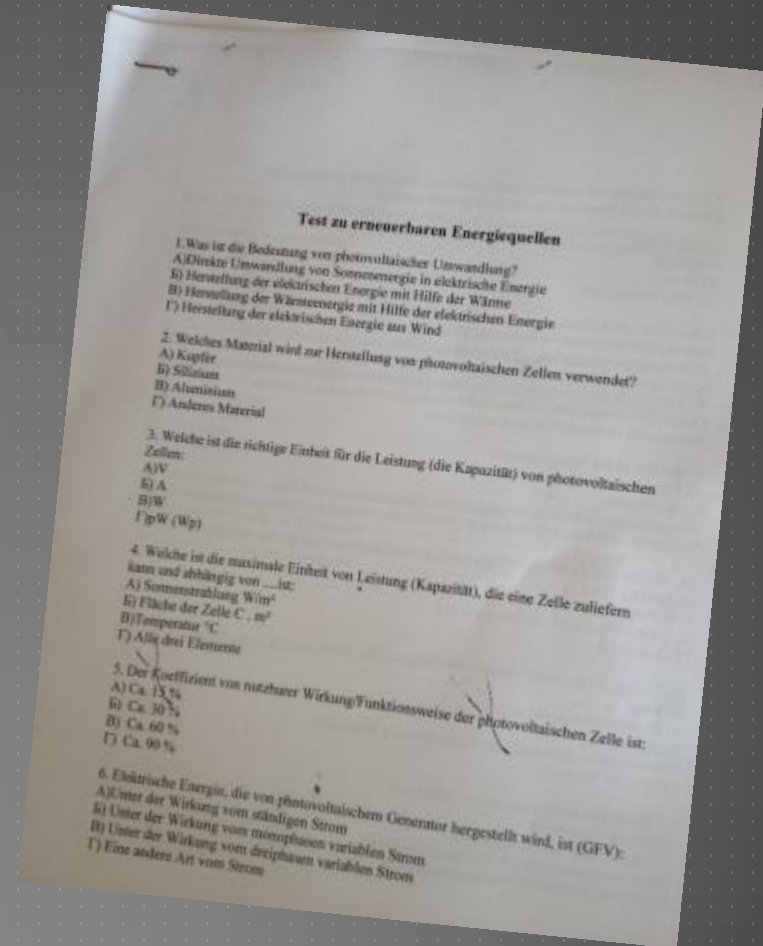 Test zu erneuerbaren Energiequellen
1.Was ist die Bedeutung von photovoltaischer Umwandlung?
А)Direkte Umwandlung von Sonnenenergie in elektrische Energie
Б) Herstellung der elektrischen Energie mit Hilfe der Wärme
В) Herstellung der Wärmeenergie mit Hilfe der elektrischen Energie
Г) Herstellung der elektrischen Energie aus Wind
2. Welches Material wird zur Herstellung von photovoltaischen Zellen verwendet?
А) Kupfer
Б) Silizium
В) Aluminium
Г) Anderes Material
3. Welche ist die richtige Einheit für die Leistung (die Kapazität) von photovoltaischen
Zellen:
А)V
Б) A
В)W
Г)pW (Wp)
4. Welche ist die maximale Einheit von Leistung (Kapazität), die eine Zelle zuliefern
kann und abhängig von ....ist:
А) Sonnenstrahlung W/m²
Б) Fläche der Zelle C . m²
В)Temperatur °C
Г) Alle drei Elemente
5. Der Koeffizient von nutzbarer Wirkung/Funktionsweise der photovoltaischen Zelle ist:
А) Ca. 15 %
Б) Ca. 30 %
В) Ca. 60 %
Г) Ca. 90 %
6. Elektrische Energie, die von photovoltaischem Generator hergestellt wird, ist (GFV):
А)Unter der Wirkung vom ständigen Strom
Б) Unter der Wirkung vom monophasen variablen Strom
В) Unter der Wirkung vom dreiphasen variablen Strom
Г) Eine andere Art vom Strom